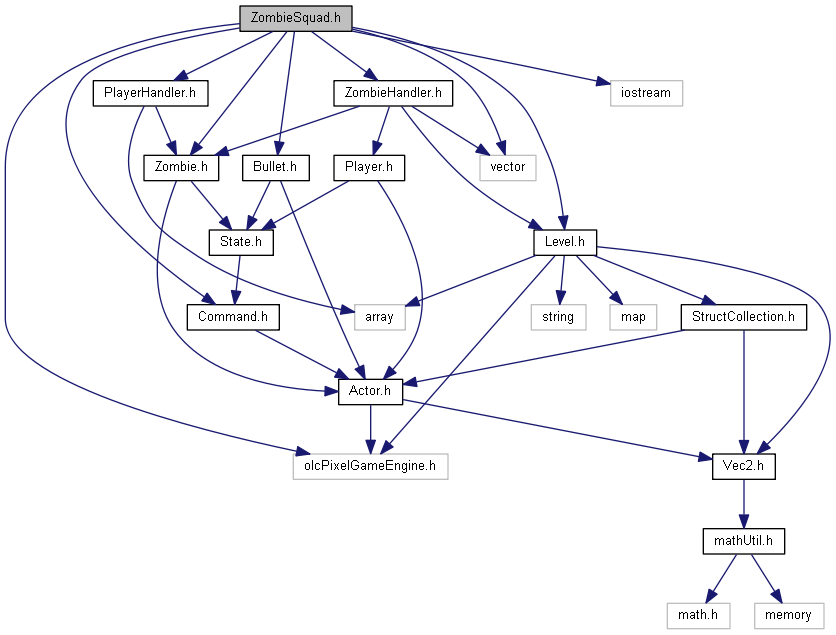 ZombieSquad.h
PlayerHandler.h
ZombieHandler.h
iostream
Zombie.h
Bullet.h
Player.h
vector
State.h
Level.h
Command.h
array
string
map
StructCollection.h
Actor.h
olcPixelGameEngine.h
Vec2.h
mathUtil.h
math.h
memory